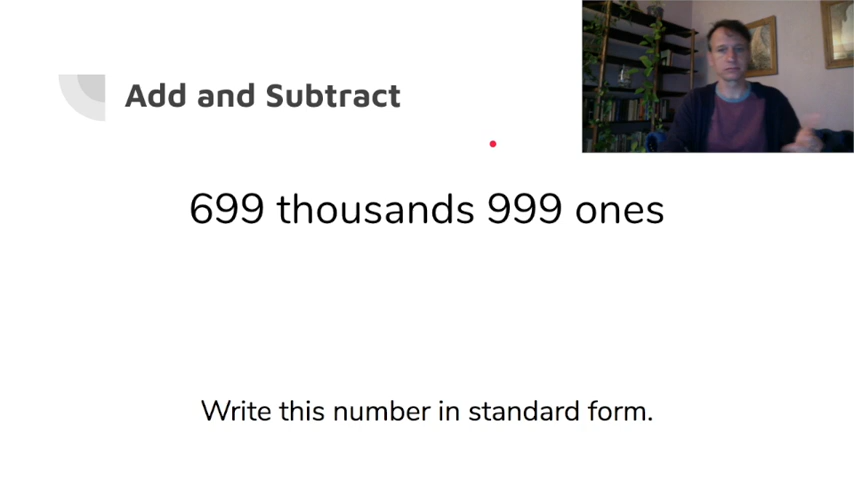 Add and Subtract
699 thousands 999 ones
Write this number in standard form.